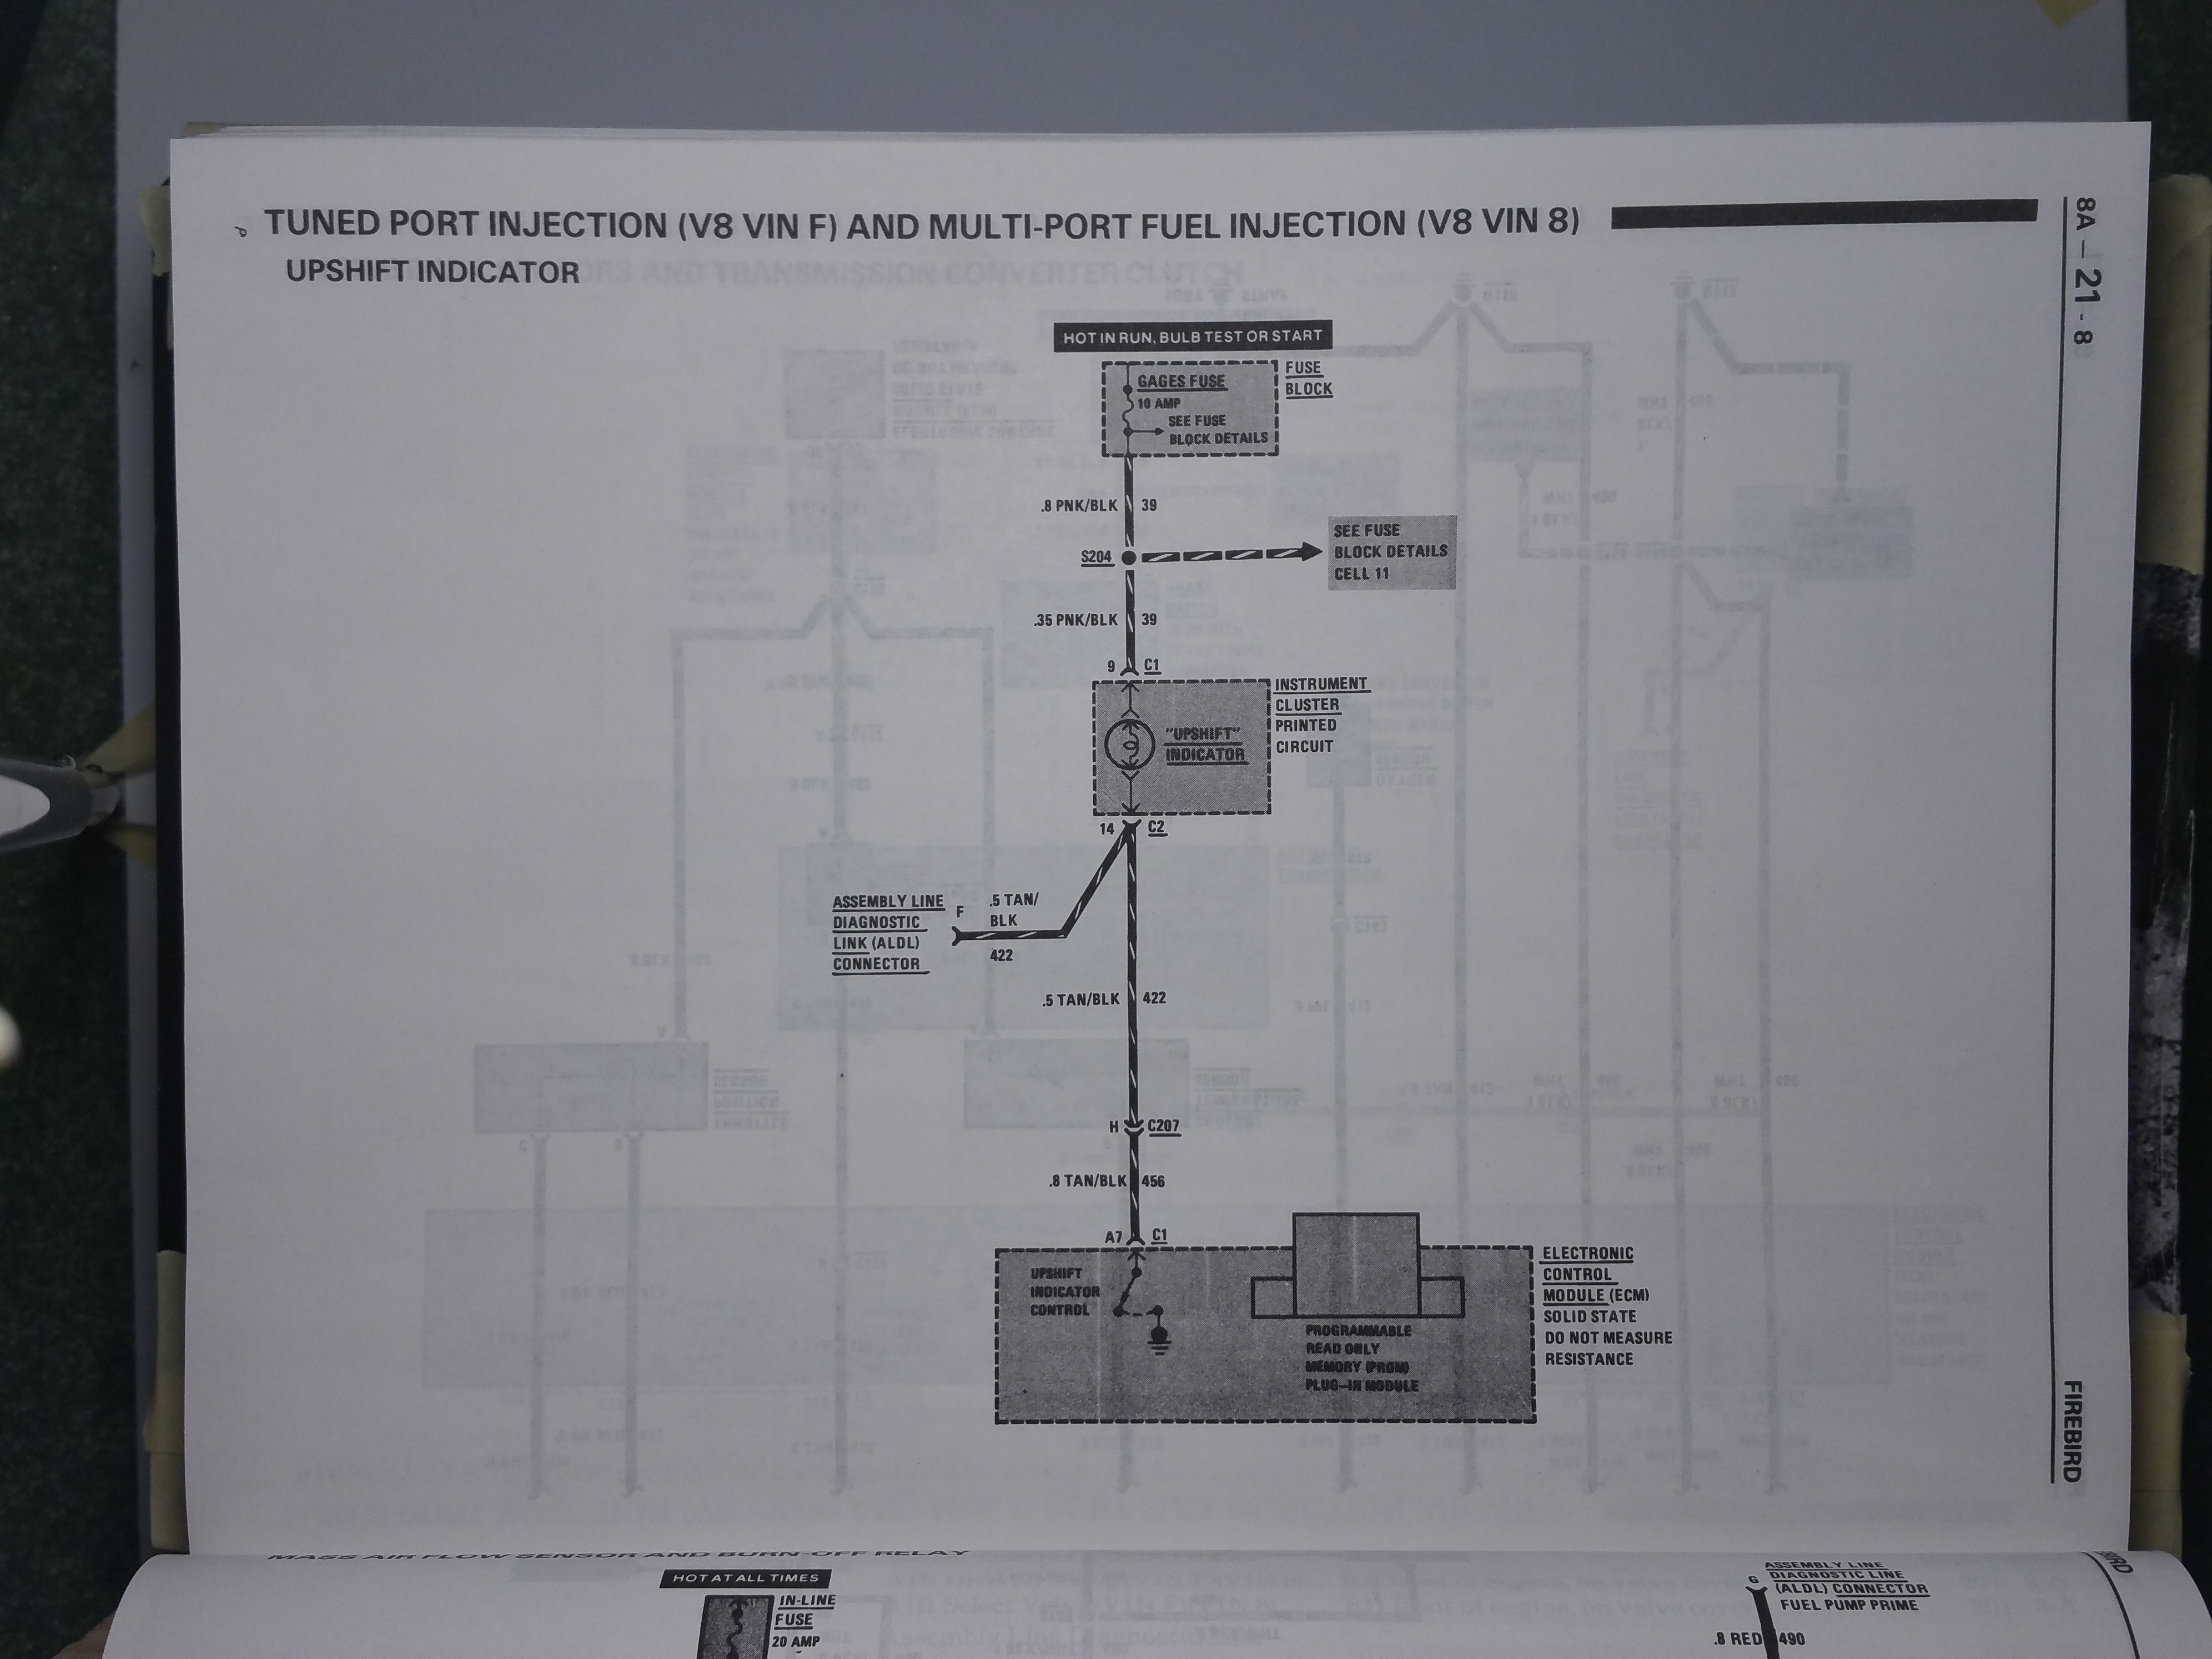 TUNED PORT INJECTION (V8 VIN F) AND MULTI-PORT FUEL INJECTION (V8 VIN 8)
UPSHIFT INDICATOR
8A - 21 - 8
HOT IN RUN, BULB TEST OR START
GAGES FUSE
10 AMP
SEE FUSE
BLOCK DETAILS
FUSE
BLOCK
.8 PNK/BLK 39
S204
SEE FUSE
BLOCK DETAILS
CELL 11
.35 PNK/BLK 39
9 C1
"UPSHIFT"
INDICATOR
INSTRUMENT
CLUSTER
PRINTED
CIRCUIT
14 C2
ASSEMBLY LINE
DIAGNOSTIC
LINK (ALDL)
CONNECTOR
F
.5 TAN/
BLK
422
.5 TAN/BLK 422
H C207
.8 TAN/BLK 456
A7 C1
UPSHIFT
INDICATOR
CONTROL
PROGRAMMABLE
READ ONLY
MEMORY (PROM)
PLUG-IN MODULE
ELECTRONIC
CONTROL
MODULE (ECM)
SOLID STATE
DO NOT MEASURE
RESISTANCE
FIREBIRD
MASS AIR FLOW SENSOR AND BURN-OFF RELAY
HOT AT ALL TIMES
IN-LINE
FUSE
20 AMP
G
ASSEMBLY LINE
DIAGNOSTIC LINE
(ALDL) CONNECTOR
FUEL PUMP PRIME
.8 RED 490